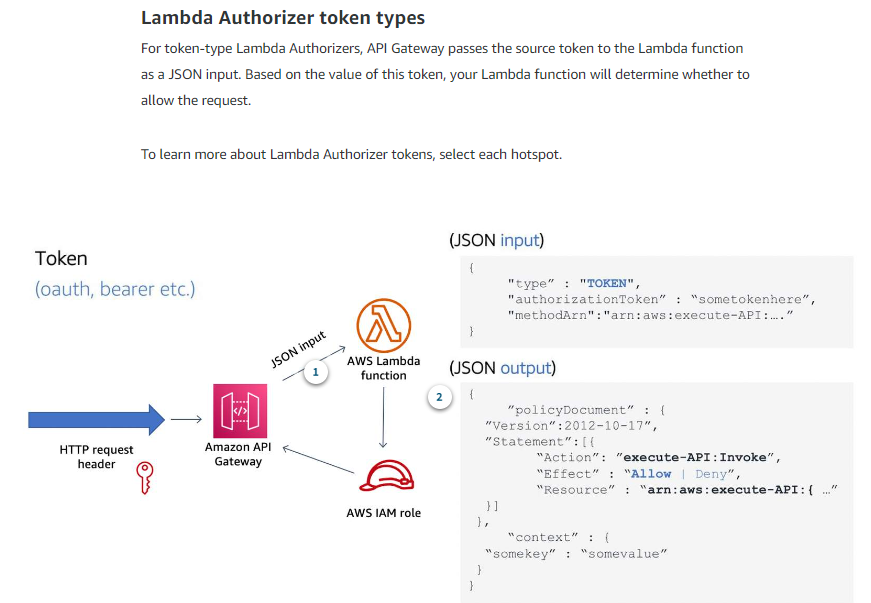 Lambda Authorizer token types
For token-type Lambda Authorizers, API Gateway passes the source token to the Lambda function
as a JSON input. Based on the value of this token, your Lambda function will determine whether to
allow the request.
To learn more about Lambda Authorizer tokens, select each hotspot.
Token
(oauth, bearer etc.)
HTTP request
header
Amazon API
Gateway
JSON input
1
AWS Lambda
function
AWS IAM role
(JSON input)
{
"type” : "TOKEN",
"authorizationToken” : “sometokenhere”,
"methodArn":"arn:aws:execute-API:….”
}
(JSON output)
2
{
”policyDocument” : {
“Version”:2012-10-17”,
“Statement”:[{
“Action”: ”execute-API:Invoke”,
“Effect” : “Allow | Deny”,
“Resource” : “arn:aws:execute-API:{ …”
}]
},
“context” : {
“somekey” : “somevalue”
}
}